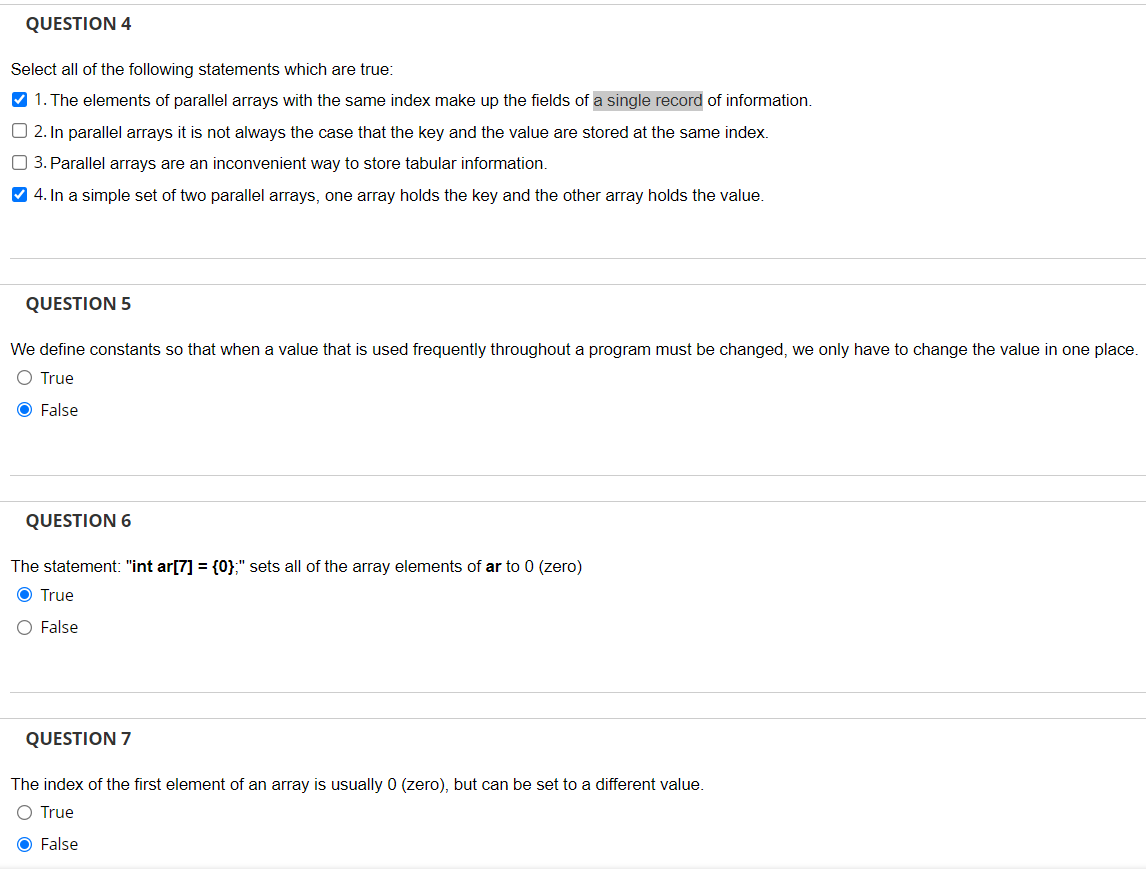 QUESTION 4
Select all of the following statements which are true:
1. The elements of parallel arrays with the same index make up the fields of a single record of information.
2. In parallel arrays it is not always the case that the key and the value are stored at the same index.
3. Parallel arrays are an inconvenient way to store tabular information.
4. In a simple set of two parallel arrays, one array holds the key and the other array holds the value.
QUESTION 5
We define constants so that when a value that is used frequently throughout a program must be changed, we only have to change the value in one place.
True
False
QUESTION 6
The statement: "int ar[7] = {0};" sets all of the array elements of ar to 0 (zero)
True
False
QUESTION 7
The index of the first element of an array is usually 0 (zero), but can be set to a different value.
True
False